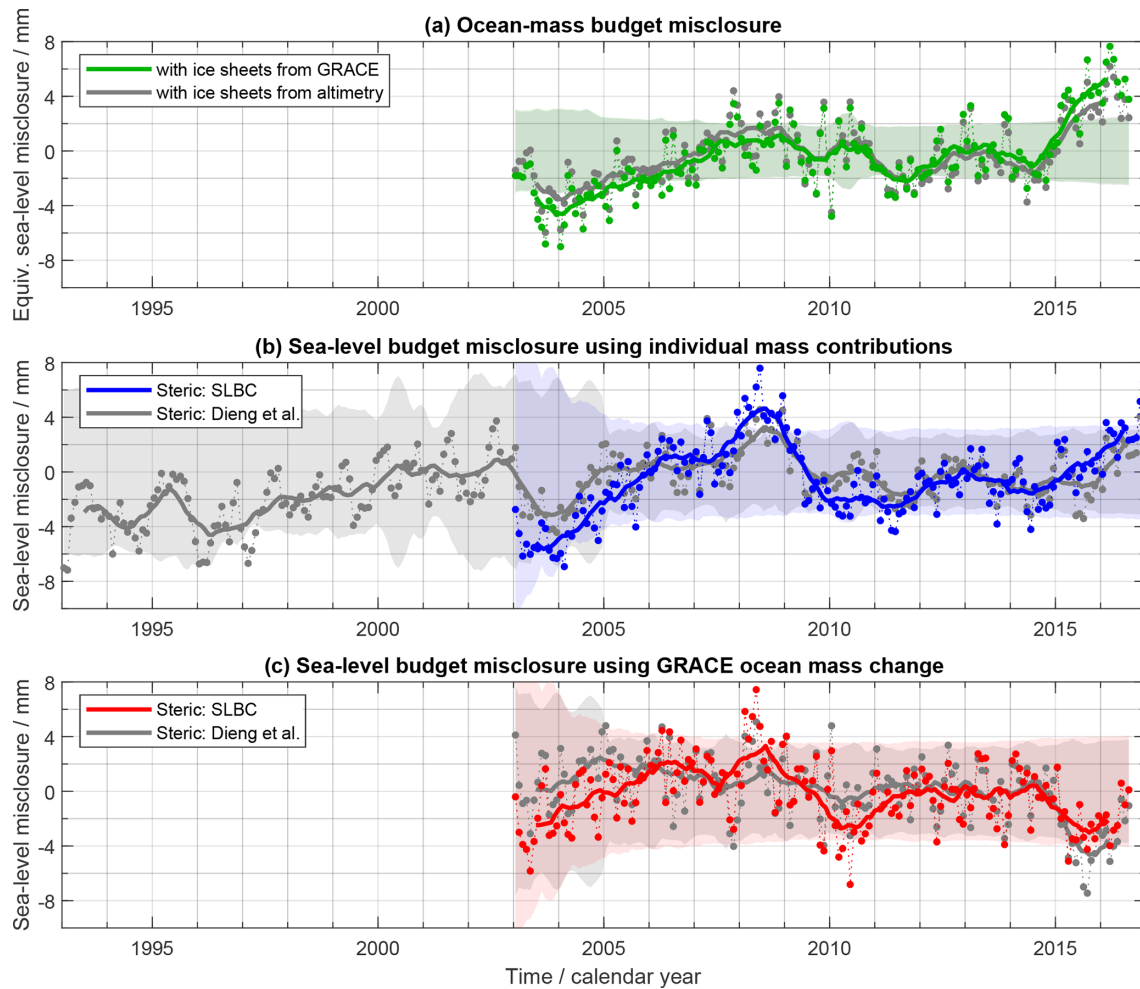 (a) Ocean-mass budget misclosure
Equiv. sea-level misclosure / mm
8
4
0
-4
-8
with ice sheets from GRACE
with ice sheets from altimetry
1995
2000
2005
2010
2015
(b) Sea-level budget misclosure using individual mass contributions
Sea-level misclosure / mm
8
4
0
-4
-8
Steric: SLBC
Steric: Dieng et al.
1995
2000
2005
2010
2015
(c) Sea-level budget misclosure using GRACE ocean mass change
Sea-level misclosure / mm
8
4
0
-4
-8
Steric: SLBC
Steric: Dieng et al.
1995
2000
2005
2010
2015
Time / calendar year